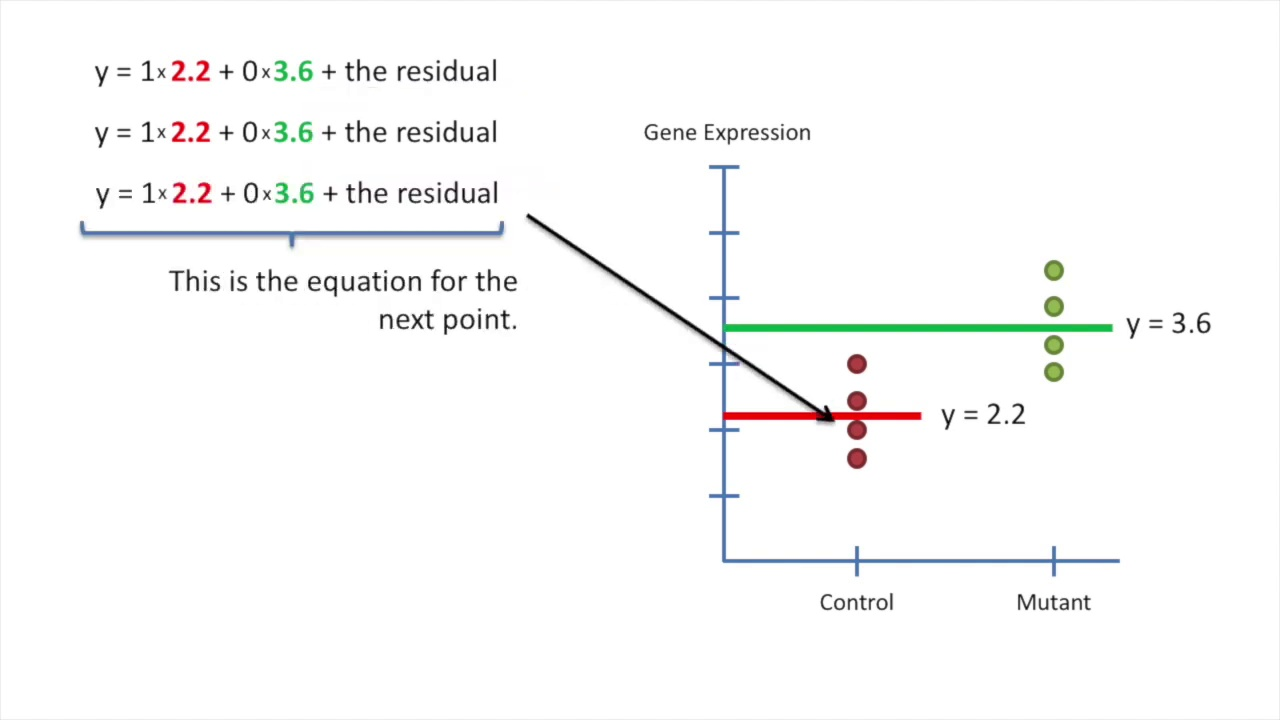 y = 1×2.2 + 0×3.6 + the residual
y = 1×2.2 + 0×3.6 + the residual
y = 1×2.2 + 0×3.6 + the residual
This is the equation for the
next point.
Gene Expression
y = 3.6
y = 2.2
Control
Mutant